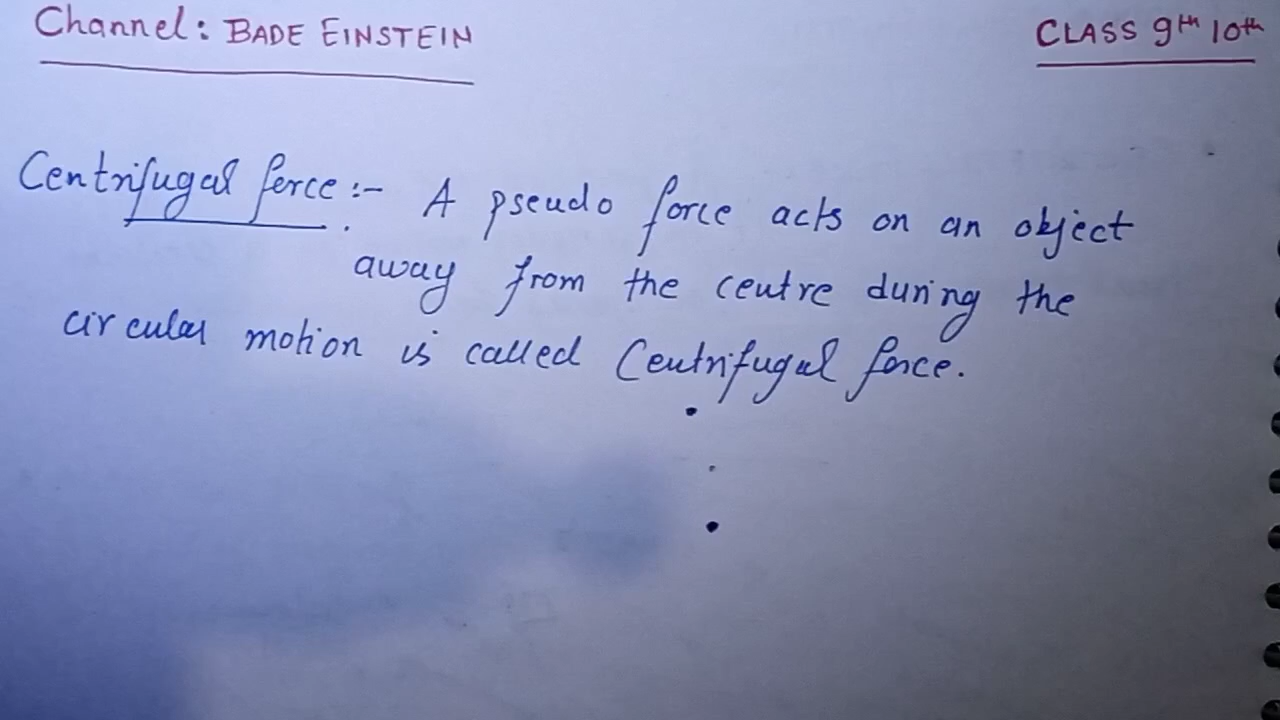 Channel: BADE EINSTEIN
CLASS 9th 10th
Centrifugal force :- A pseudo force acts on an object
away from the centre during the
circular motion is called Centrifugal force.